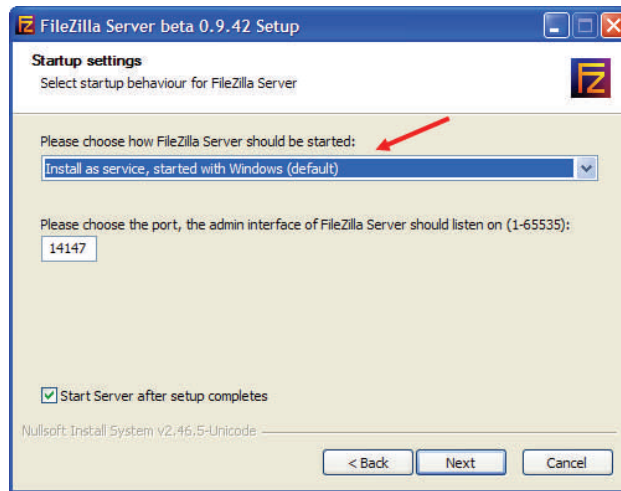 FileZilla Server beta 0.9.42 Setup
Startup settings
Select startup behaviour for FileZilla Server
Please choose how FileZilla Server should be started:
Install as service, started with Windows (default)
Please choose the port, the admin interface of FileZilla Server should listen on (1-65535):
14147
Start Server after setup completes
Nullsoft Install System v2.46.5-Unicode
< Back Next Cancel